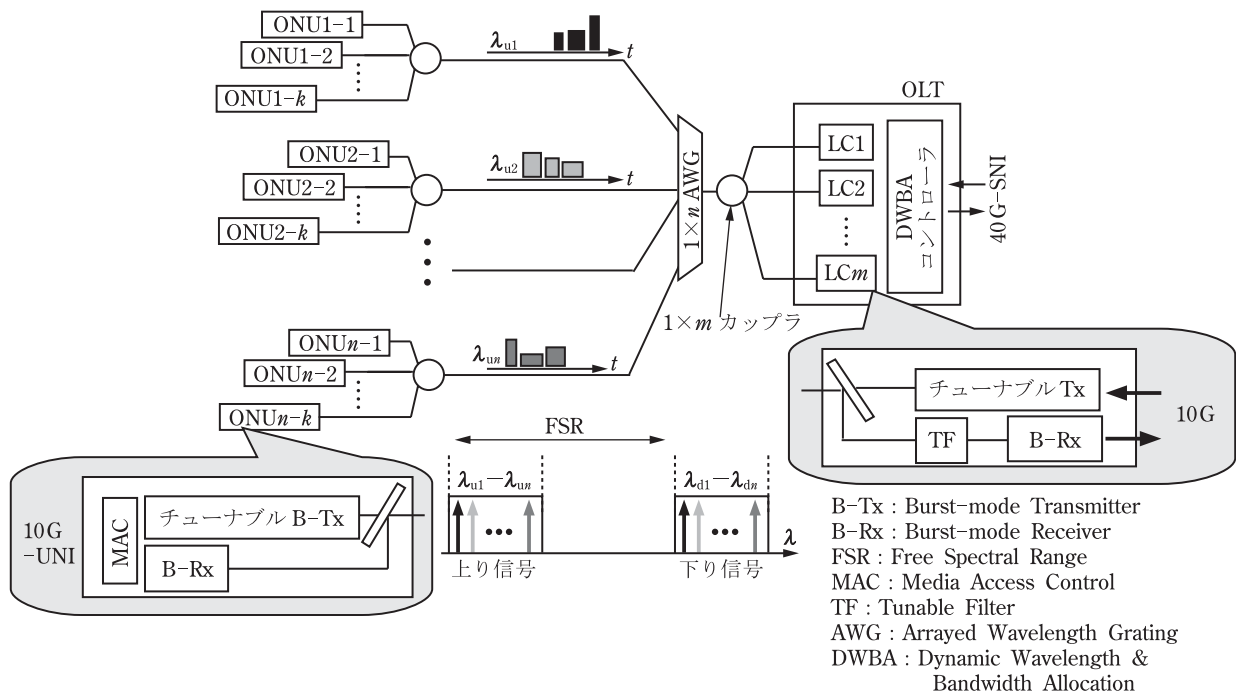 ONU1-1
ONU1-2
ONU1-k
λu1
t
ONU2-1
ONU2-2
ONU2-k
λu2
t
ONUn-1
ONUn-2
ONUn-k
λun
t
1×n AWG
1×m カップラ
OLT
LC1
LC2
LCm
DWBA
コントローラ
40G-SNI
チューナブル Tx
TF
B-Rx
10G
10G
-UNI
MAC
チューナブル B-Tx
B-Rx
FSR
λu1−λun
λd1−λdn
λ
上り信号
下り信号
B-Tx : Burst-mode Transmitter
B-Rx : Burst-mode Receiver
FSR : Free Spectral Range
MAC : Media Access Control
TF : Tunable Filter
AWG : Arrayed Wavelength Grating
DWBA : Dynamic Wavelength &
Bandwidth Allocation